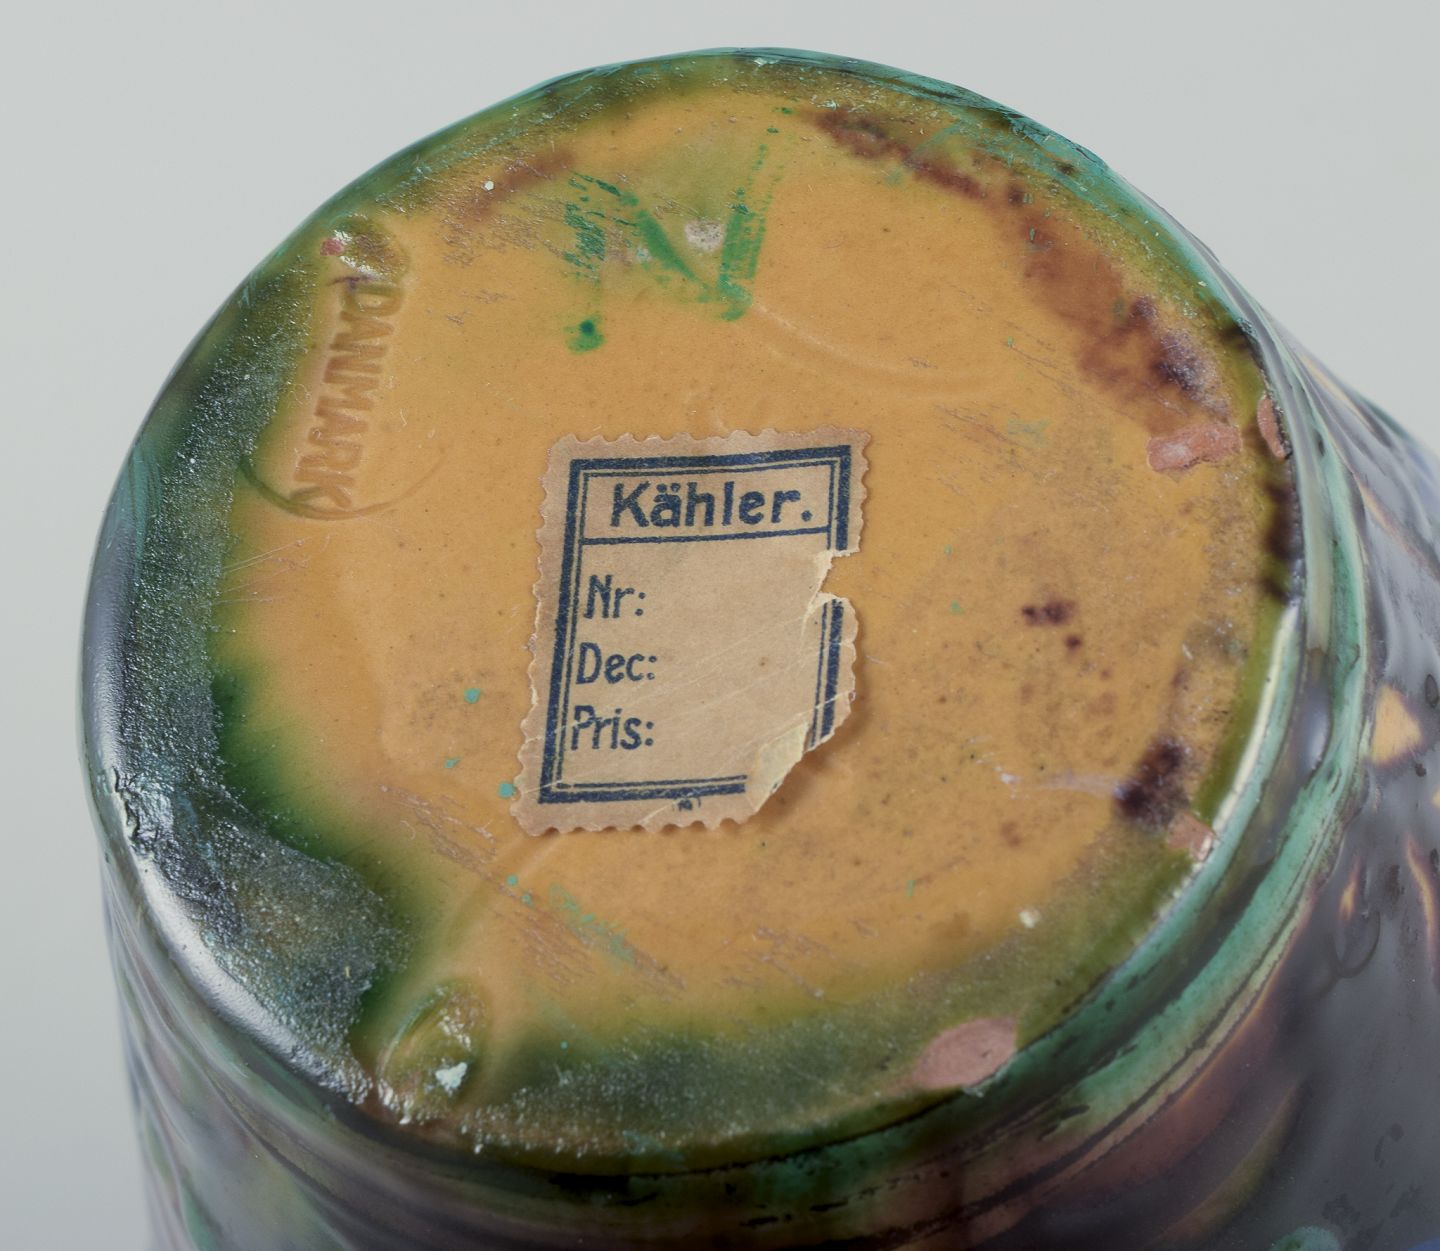 DANMARK
Kähler.
Nr:
Dec:
Pris: